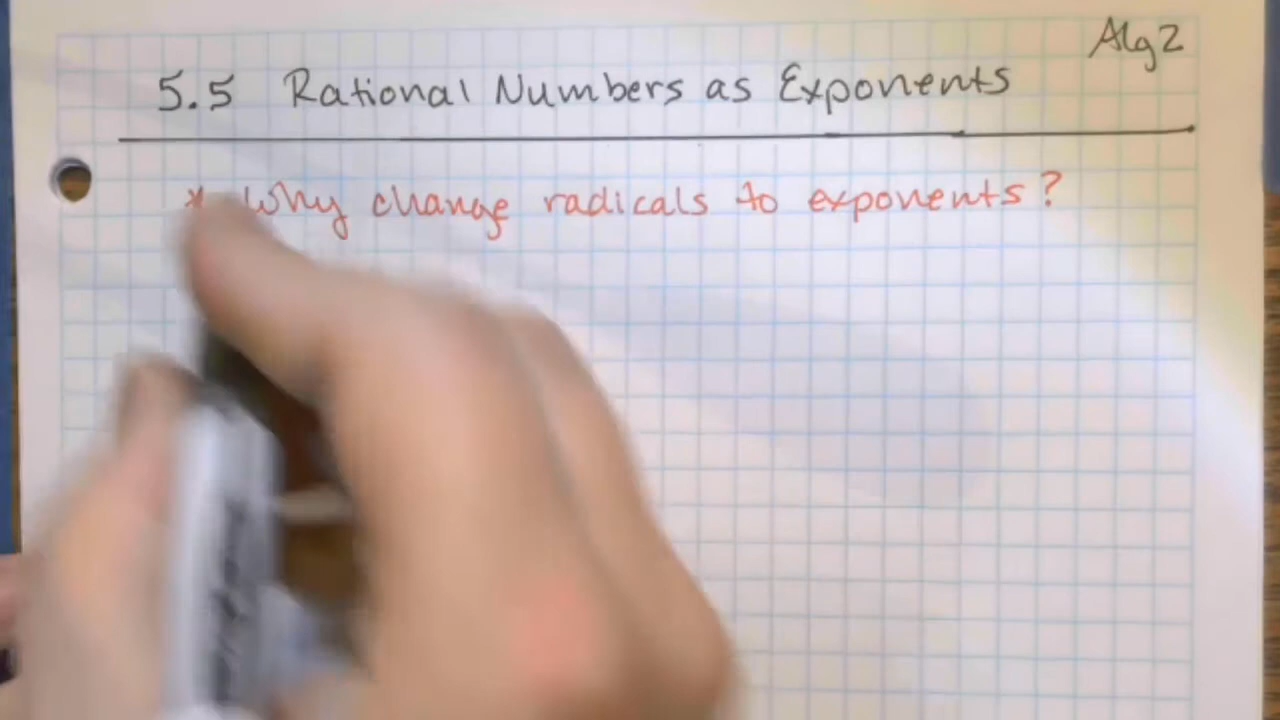 Alg 2
5.5 Rational Numbers as Exponents
* Why change radicals to exponents?